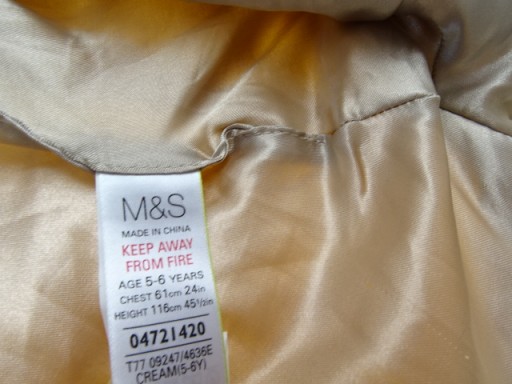 M&S
MADE IN CHINA
KEEP AWAY
FROM FIRE
AGE 5-6 YEARS
CHEST 61cm 24in
HEIGHT 116cm 45½in
04721420
T77 09247/4636E
CREAM(5-6Y)